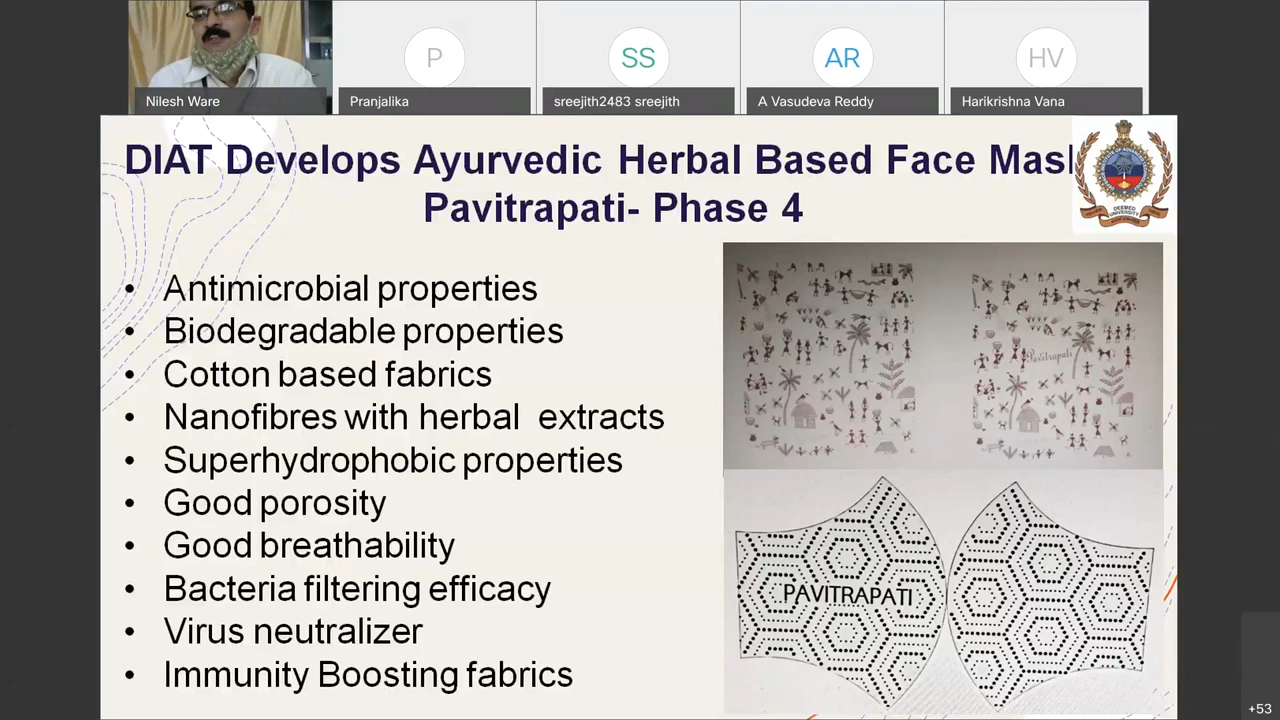 Nilesh Ware
P
Pranjalika
SS
sreejith2483 sreejith
AR
A Vasudeva Reddy
HV
Harikrishna Vana
DIAT Develops Ayurvedic Herbal Based Face
Pavitrapati- Phase 4
DEEMED
UNIVERSITY
• Antimicrobial properties
• Biodegradable properties
• Cotton based fabrics
• Nanofibres with herbal extracts
• Superhydrophobic properties
• Good porosity
• Good breathability
• Bacteria filtering efficacy
• Virus neutralizer
• Immunity Boosting fabrics
Pavitrapati
PAVITRAPATI
+53